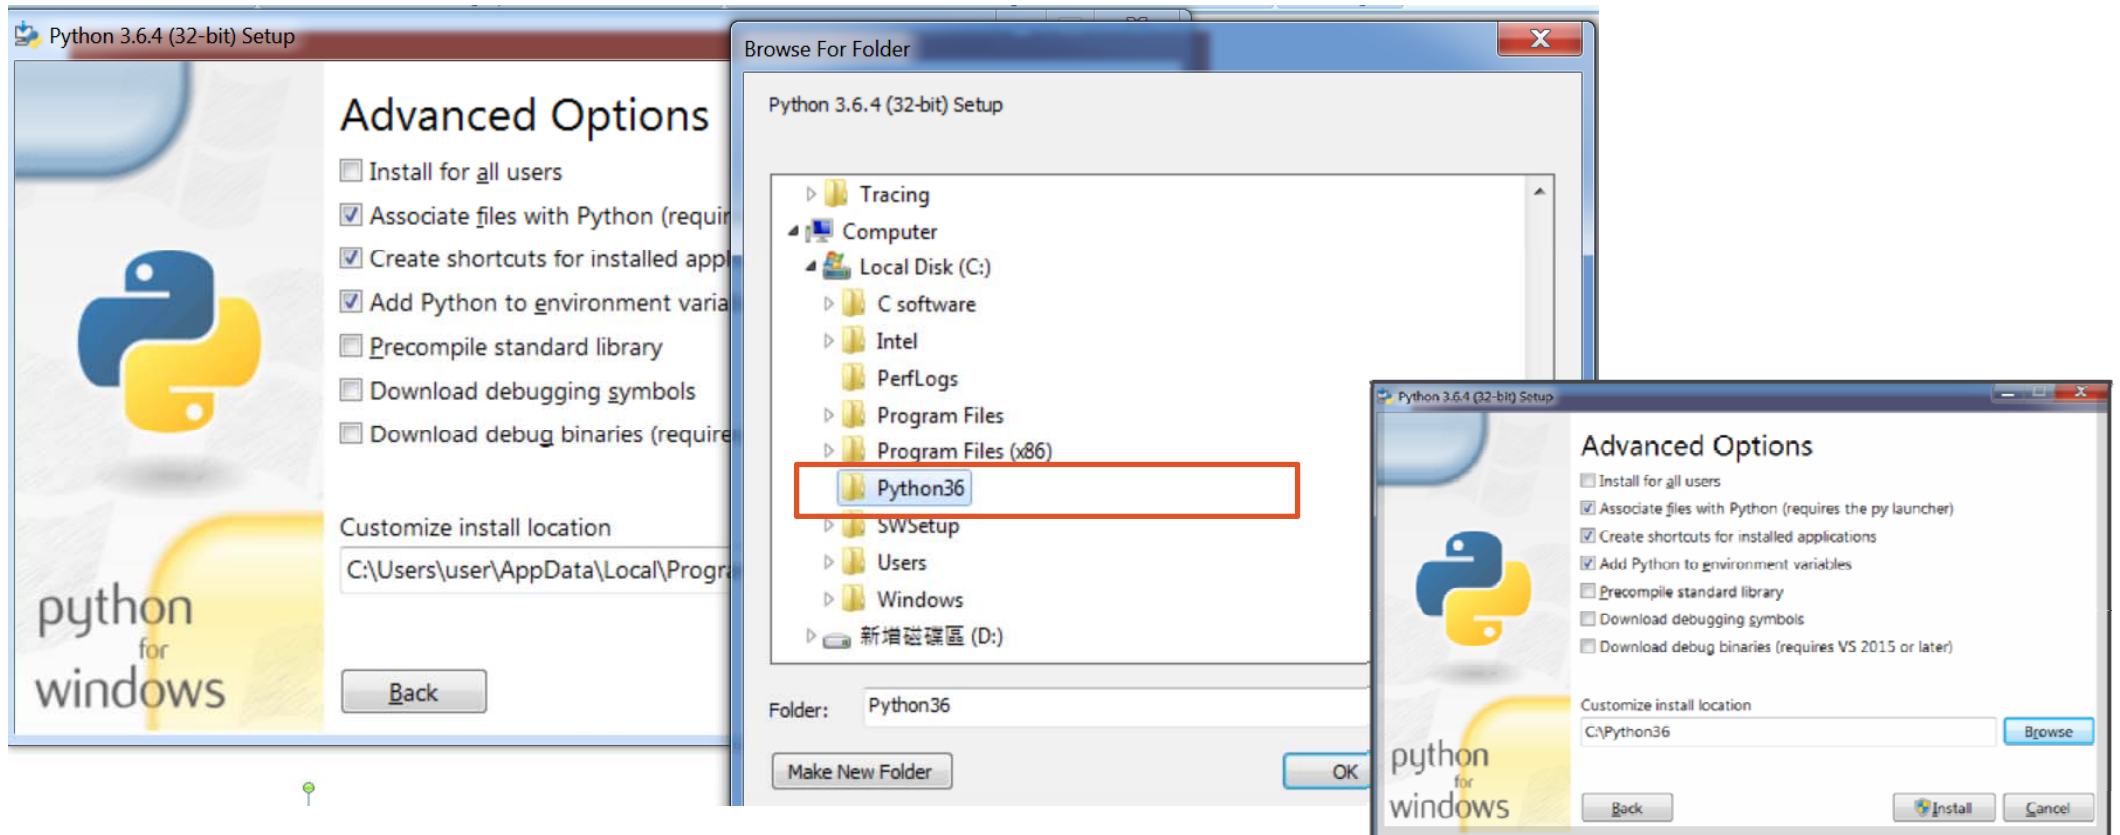 Python 3.6.4 (32-bit) Setup
Advanced Options
Install for all users
Associate files with Python (requir
Create shortcuts for installed appl
Add Python to environment varia
Precompile standard library
Download debugging symbols
Download debug binaries (require
Customize install location
C:\Users\user\AppData\Local\Progra
Back
python
for
windows
Browse For Folder
Python 3.6.4 (32-bit) Setup
Tracing
Computer
Local Disk (C:)
C software
Intel
PerfLogs
Program Files
Program Files (x86)
Python36
SWSetup
Users
Windows
新增磁碟區 (D:)
Folder:
Python36
Make New Folder
OK
Python 3.6.4 (32-bit) Setup
Advanced Options
Install for all users
Associate files with Python (requires the py launcher)
Create shortcuts for installed applications
Add Python to environment variables
Precompile standard library
Download debugging symbols
Download debug binaries (requires VS 2015 or later)
Customize install location
C:\Python36
Browse
python
for
windows
Back
Install
Cancel